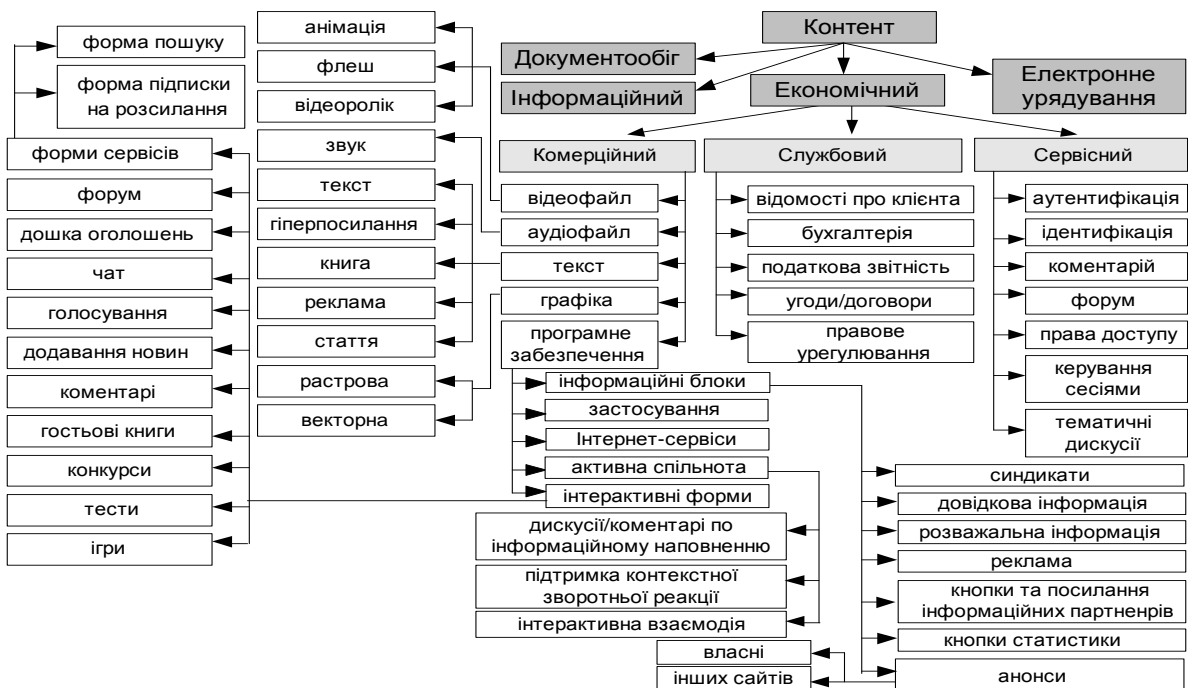 Контент
Документообіг
Інформаційний
Економічний
Електронне
урядування
Комерційний
Службовий
Сервісний
відеофайл
аудіофайл
текст
графіка
програмне
забезпечення
відомості про клієнта
бухгалтерія
податкова звітність
угоди/договори
правове
урегулювання
аутентифікація
ідентифікація
коментарій
форум
права доступу
керування
сесіями
тематичні
дискусії
анімація
флеш
відеоролік
звук
текст
гіперпосилання
книга
реклама
стаття
растрова
векторна
форма пошуку
форма підписки
на розсилання
форми сервісів
форум
дошка оголошень
чат
голосування
додавання новин
коментарі
гостьові книги
конкурси
тести
ігри
інформаційні блоки
застосування
Інтернет-сервіси
активна спільнота
інтерактивні форми
дискусії/коментарі по
інформаційному наповненню
підтримка контекстної
зворотньої реакції
інтерактивна взаємодія
синдикати
довідкова інформація
розважальна інформація
реклама
кнопки та посилання
інформаційних партненрів
кнопки статистики
анонси
власні
інших сайтів